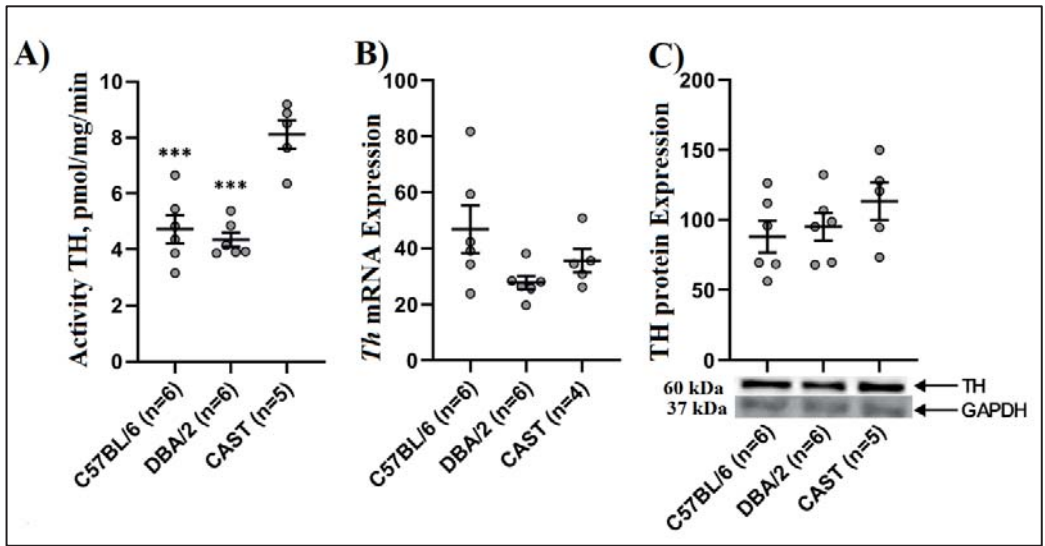 A)
Activity TH, pmol/mg/min
10
8
6
4
2
0
***
***
C57BL/6 (n=6)
DBA/2 (n=6)
CAST (n=5)
B)
Th mRNA Expression
100
80
60
40
20
0
C57BL/6 (n=6)
DBA/2 (n=6)
CAST (n=4)
C)
TH protein Expression
200
150
100
50
0
60 kDa
TH
37 kDa
GAPDH
C57BL/6 (n=6)
DBA/2 (n=6)
CAST (n=5)